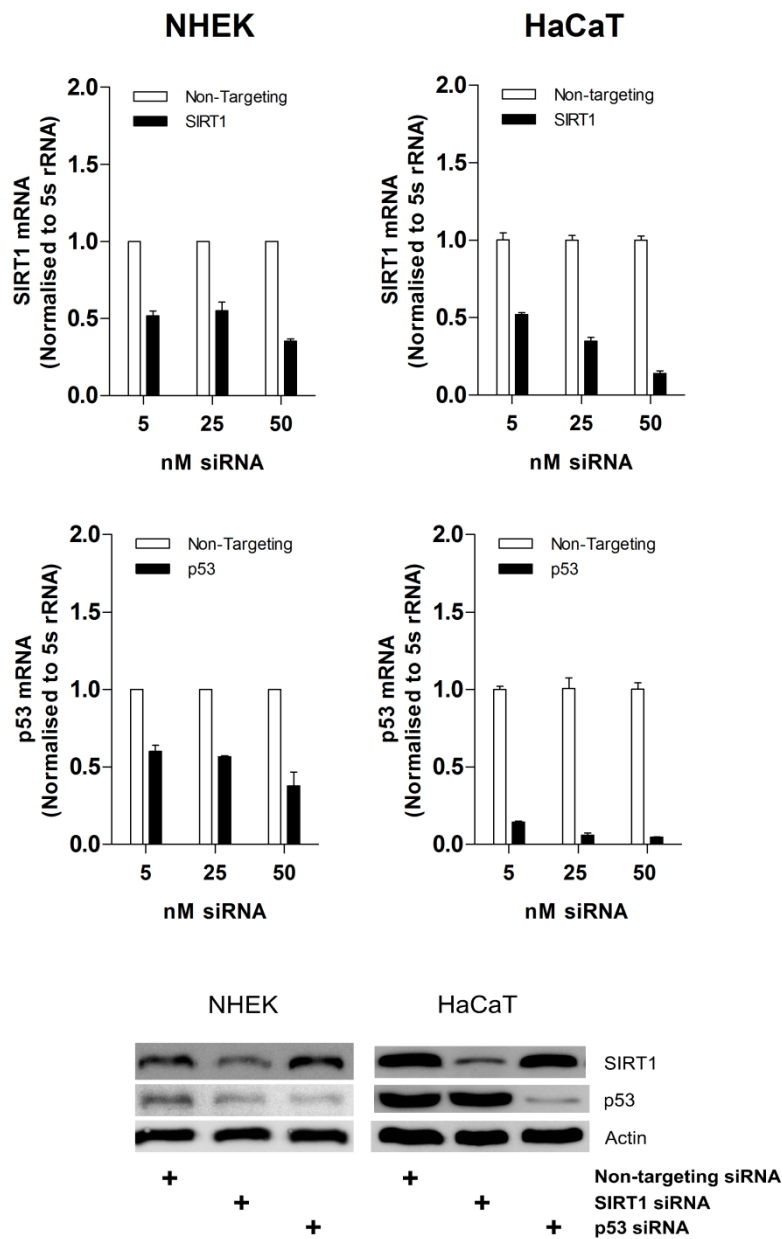 NHEK
HaCaT
SIRT1 mRNA
(Normalised to 5s rRNA)
2.0
1.5
1.0
0.5
0.0
Non-Targeting
SIRT1
5 25 50
nM siRNA
SIRT1 mRNA
(Normalised to 5s rRNA)
2.0
1.5
1.0
0.5
0.0
Non-targeting
SIRT1
5 25 50
nM siRNA
p53 mRNA
(Normalised to 5s rRNA)
2.0
1.5
1.0
0.5
0.0
Non-Targeting
p53
5 25 50
nM siRNA
p53 mRNA
(Normalised to 5s rRNA)
2.0
1.5
1.0
0.5
0.0
Non-Targeting
p53
5 25 50
nM siRNA
NHEK
HaCaT
SIRT1
p53
Actin
+ + Non-targeting siRNA
+ + SIRT1 siRNA
+ + p53 siRNA